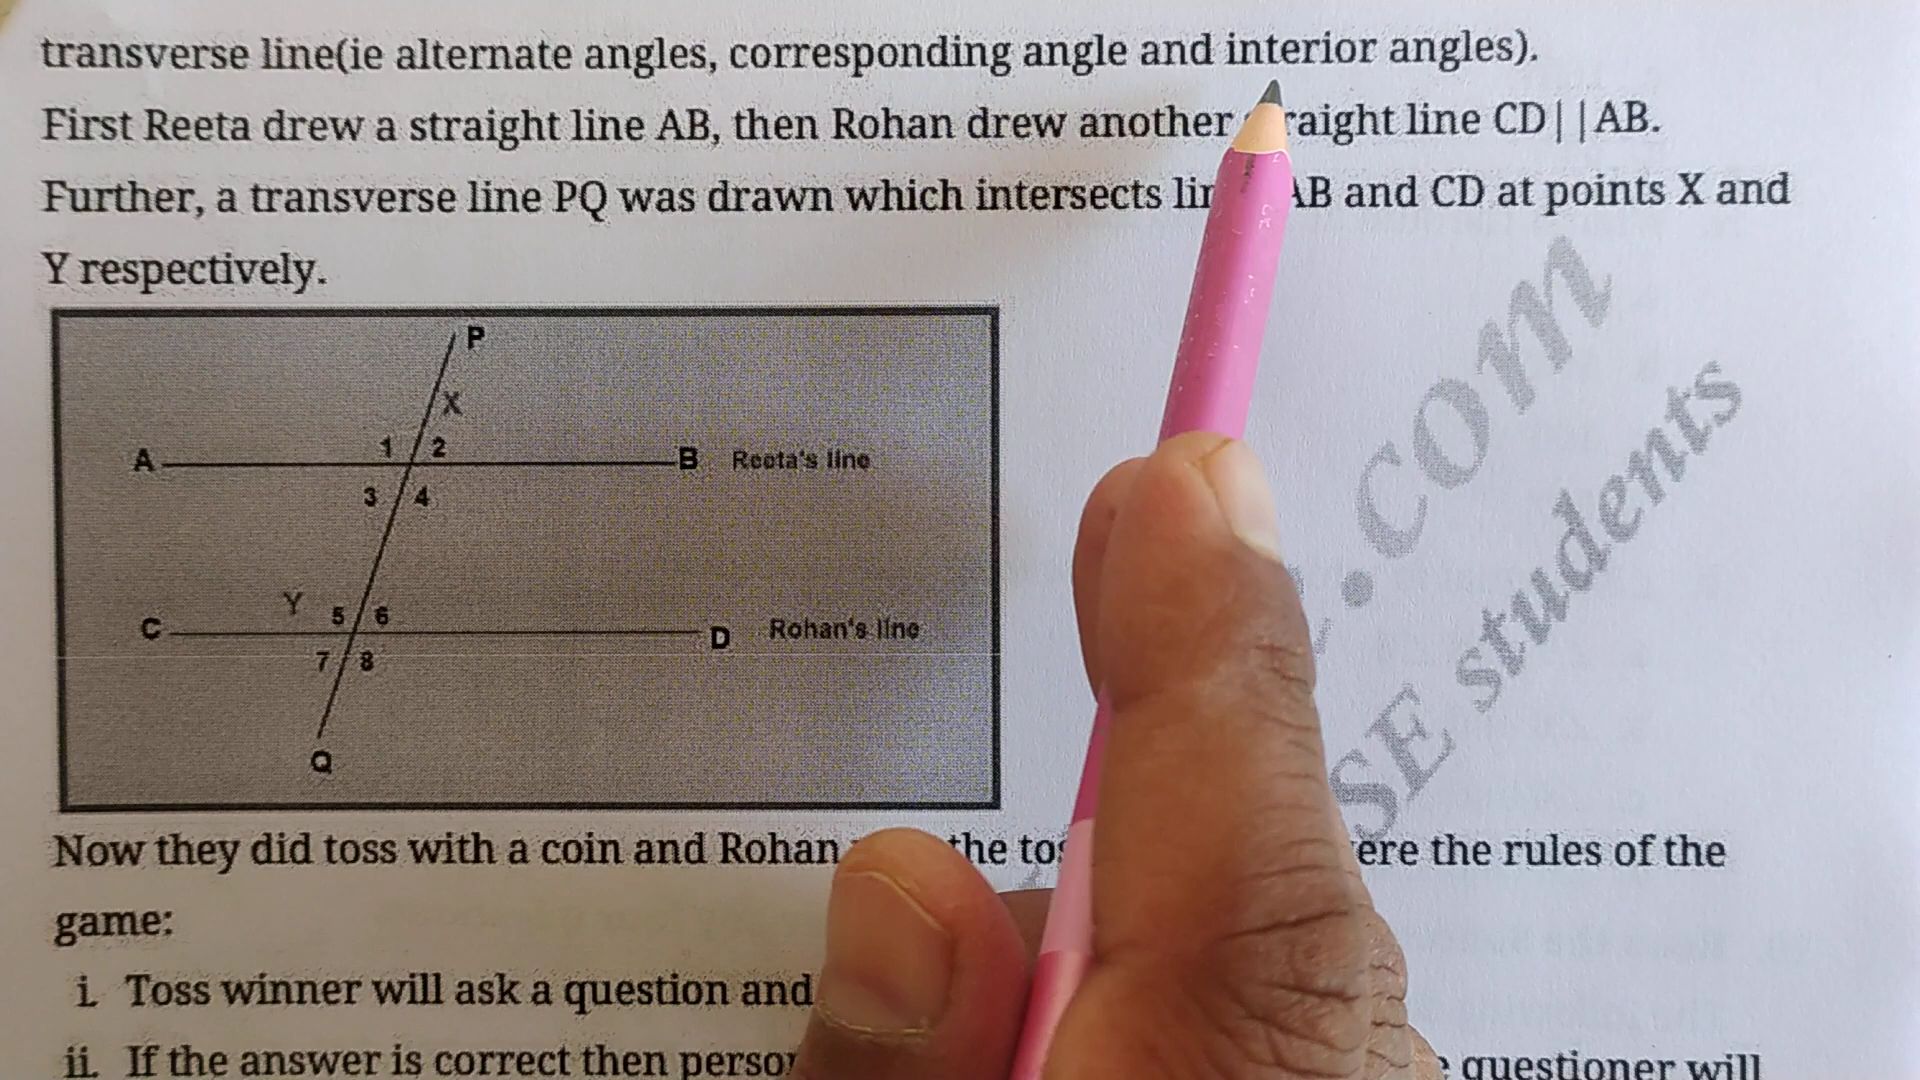 transverse line(ie alternate angles, corresponding angle and interior angles).
First Reeta drew a straight line AB, then Rohan drew another raight line CD||AB.
Further, a transverse line PQ was drawn which intersects AB and CD at points X and
Y respectively.
P
X
1 2
A B Reeta's line
3 4
Y 5 6
C D Rohan's line
7 8
Q
.com
SE students
Now they did toss with a coin and Rohan the ere the rules of the
game:
i. Toss winner will ask a question and
ii. If the answer is correct then questioner will